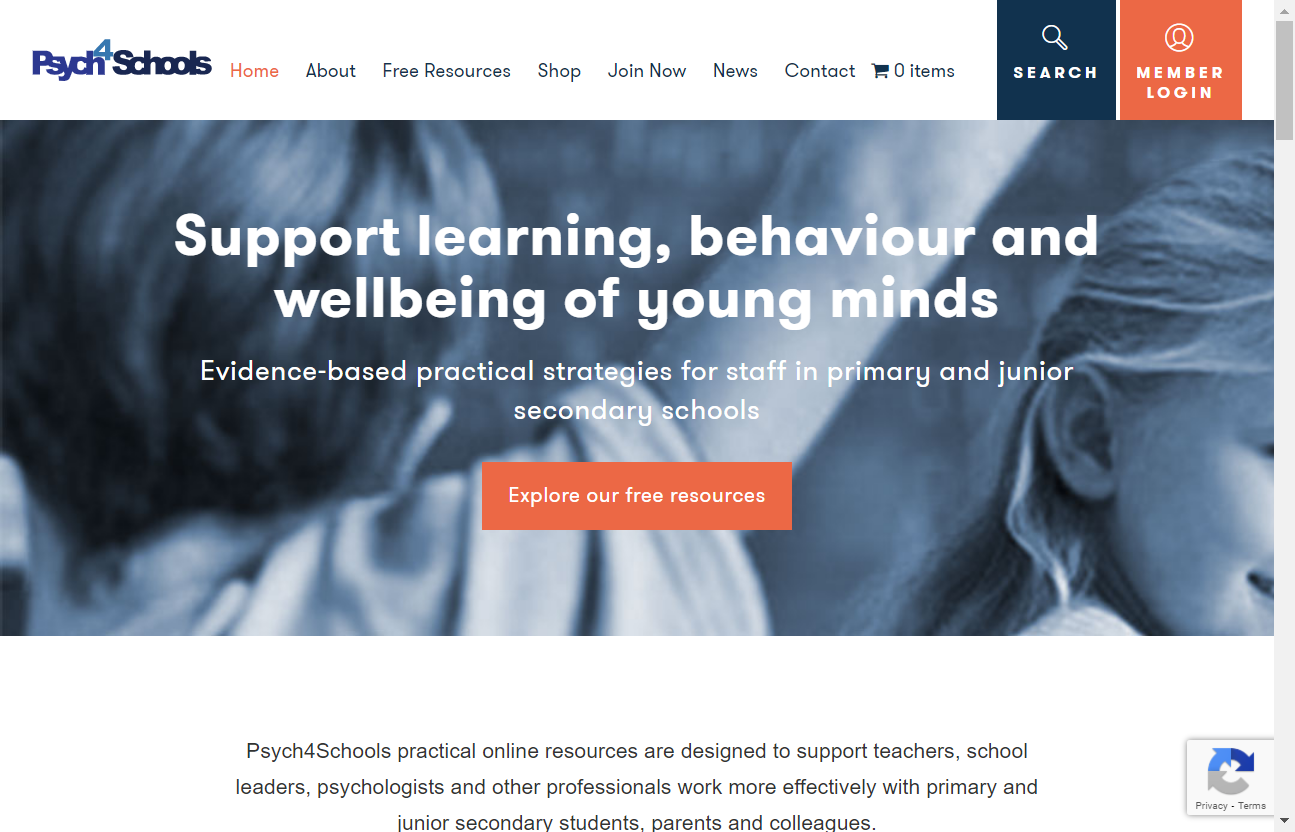 Psych4Schools
Home About Free Resources Shop Join Now News Contact 0 items
SEARCH
MEMBER
LOGIN
Support learning, behaviour and
wellbeing of young minds
Evidence-based practical strategies for staff in primary and junior
secondary schools
Explore our free resources
Psych4Schools practical online resources are designed to support teachers, school
leaders, psychologists and other professionals work more effectively with primary and
junior secondary students, parents and colleagues.
Privacy - Terms